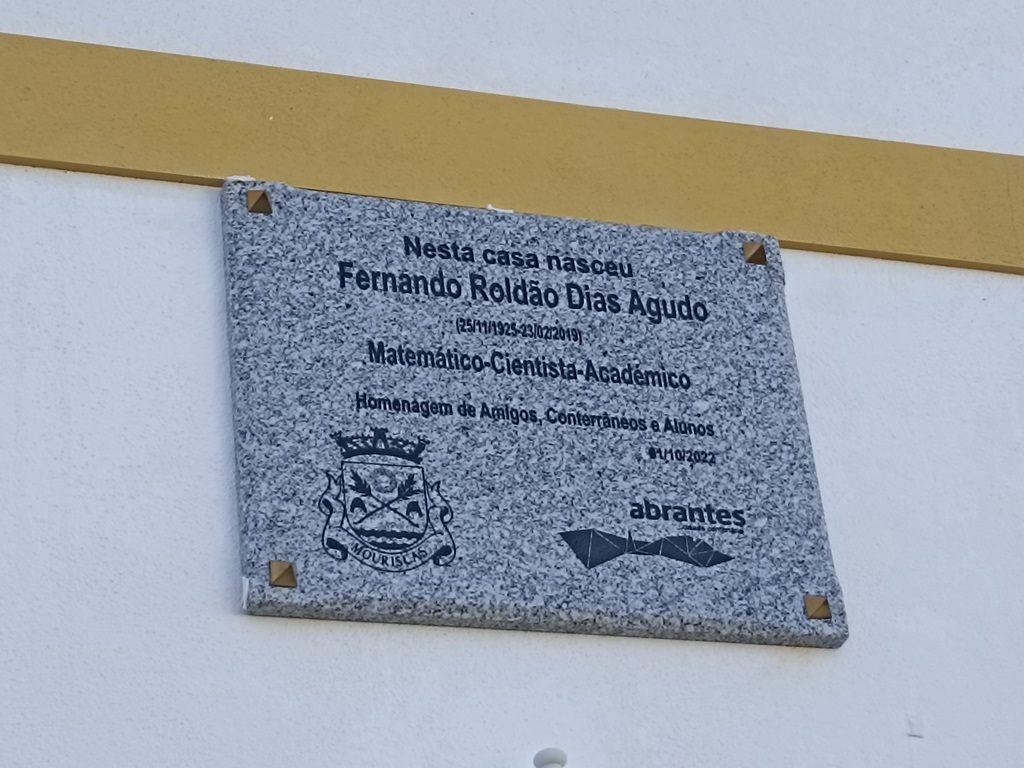 Nesta casa nasceu
Fernando Roldão Dias Agudo
(25/11/1925-23/02/2019)
Matemático-Cientista-Académico
Homenagem de Amigos, Conterrâneos e Alunos
01/10/2022
abrantes
MOURISCAS